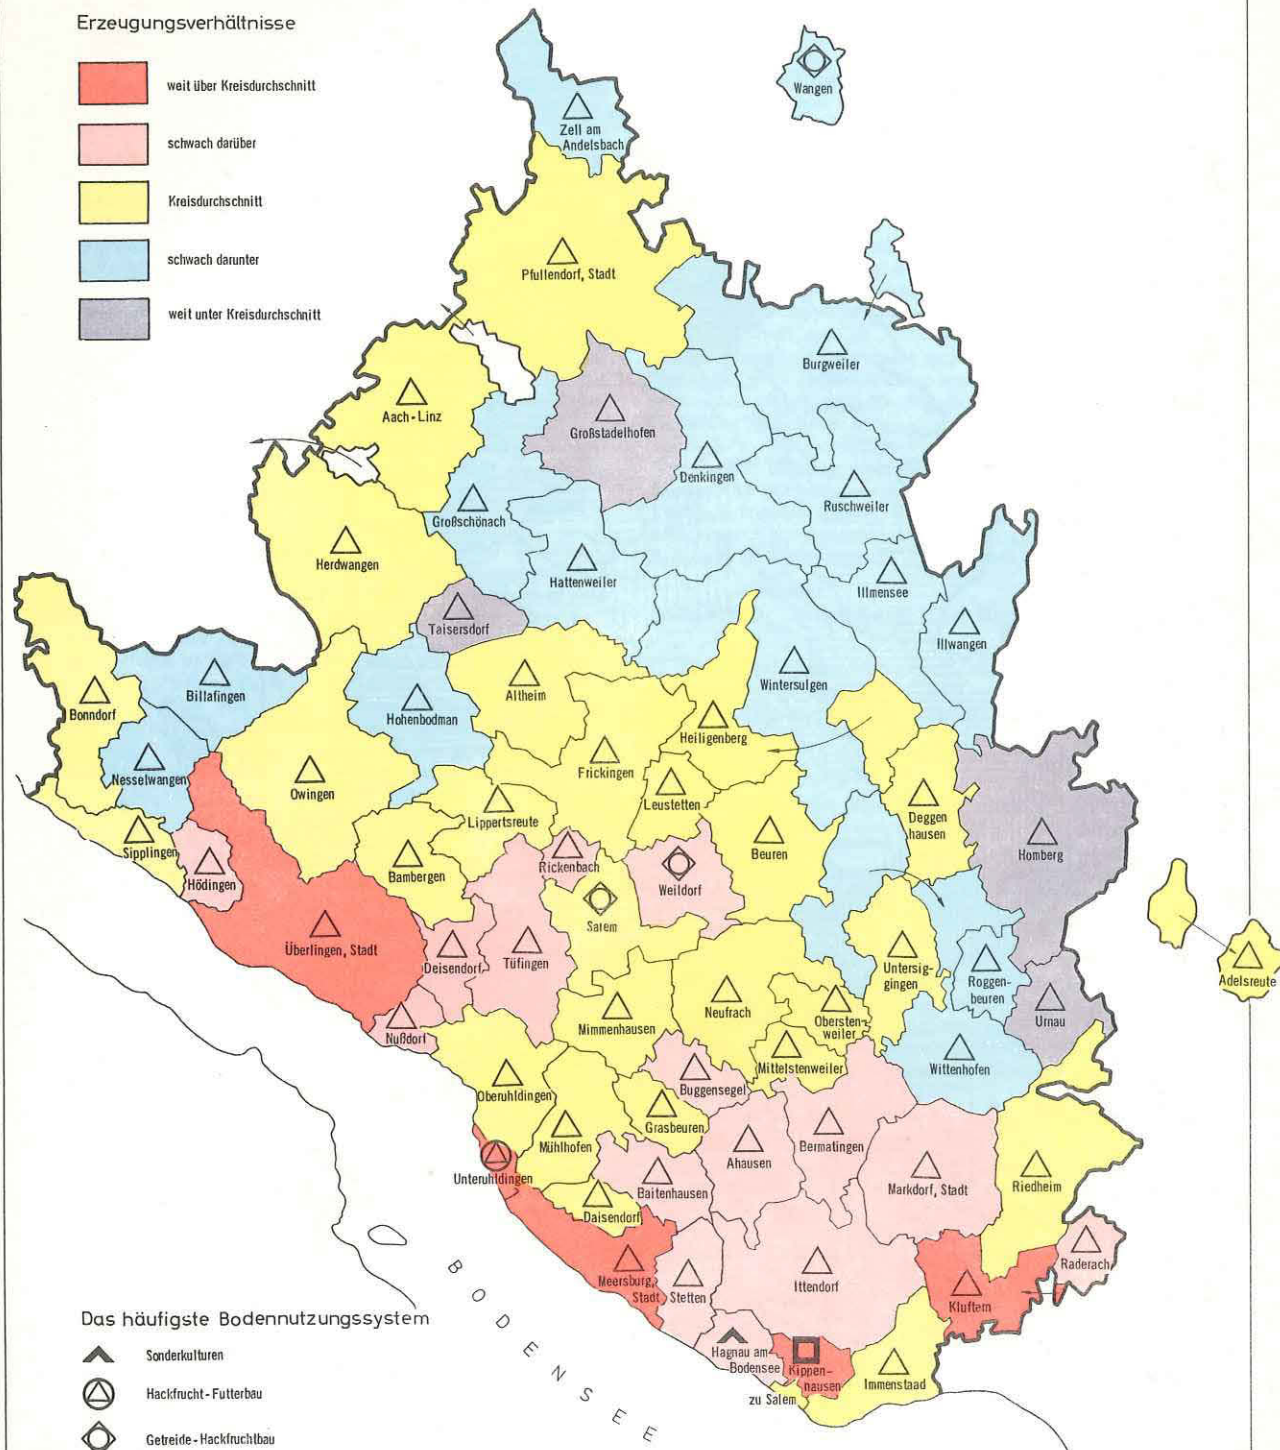 Erzeugungsverhältnisse
weit über Kreisdurchschnitt
schwach darüber
Kreisdurchschnitt
schwach darunter
weit unter Kreisdurchschnitt
Wangen
Zell am
Andelsbach
Pfullendorf, Stadt
Burgweiler
Aach-Linz
Großstadelhofen
Denkingen
Ruschweiler
Großschönach
Herdwangen
Hattenweiler
Illmensee
Taisersdorf
Illwangen
Billafingen
Altheim
Wintersulgen
Bonndorf
Hohenbodman
Heiligenberg
Nesselwangen
Frickingen
Owingen
Leustetten
Lippertsreute
Deggen
hausen
Sipplingen
Beuren
Homberg
Rickenbach
Bambergen
Hödingen
Weildorf
Sarem
Überlingen, Stadt
Deisendorf
Tüfingen
Untersig-
gingen
Roggen-
beuren
Adelsreute
Neufrach
Obersten-
weiler
Urnau
Mimmenhausen
Nußdorf
Mittelstenweiler
Wittenhofen
Buggensegel
Oberuhldingen
Grasbeuren
Mühlhofen
Ahausen
Bermatingen
Unteruhldingen
Baitenhausen
Markdorf, Stadt
Riedheim
Daisendorf
Raderach
Meersburg,
Stadt
Stetten
Ittendorf
Kluftern
Hagnau am
Bodensee
Kippen-
hausen
Immenstaad
zu Salem
BODENSEE
Das häufigste Bodennutzungssystem
Sonderkulturen
Hackfrucht-Futterbau
Getreide-Hackfruchtbau